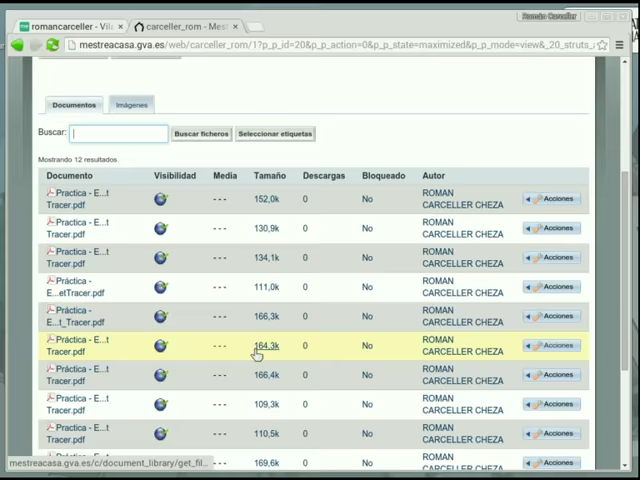 Román Carceller
romancarceller - Vila
carceller_rom - Mest
mestreacasa.gva.es/web/carceller_rom/1?p_p_id=20&p_p_action=0&p_p_state=maximized&p_p_mode=view&_20_struts_
Documentos Imágenes
Buscar: Buscar ficheros Seleccionar etiquetas
Mostrando 12 resultados.
Documento Visibilidad Media Tamaño Descargas Bloqueado Autor
Practica - E...t Tracer.pdf --- 152,0k 0 No ROMAN CARCELLER CHEZA Acciones
Practica - E...t Tracer.pdf --- 130,9k 0 No ROMAN CARCELLER CHEZA Acciones
Practica - E...t Tracer.pdf --- 134,1k 0 No ROMAN CARCELLER CHEZA Acciones
Práctica - E...etTracer.pdf --- 111,0k 0 No ROMAN CARCELLER CHEZA Acciones
Práctica - E...t_Tracer.pdf --- 166,3k 0 No ROMAN CARCELLER CHEZA Acciones
Práctica - E...t Tracer.pdf --- 164,3k 0 No ROMAN CARCELLER CHEZA Acciones
Práctica - E...t Tracer.pdf --- 166,4k 0 No ROMAN CARCELLER CHEZA Acciones
Práctica - E...t Tracer.pdf --- 109,3k 0 No ROMAN CARCELLER CHEZA Acciones
Práctica - E...t Tracer.pdf --- 110,5k 0 No ROMAN CARCELLER CHEZA Acciones
--- 169,6k 0 No ROMAN Acciones
mestreacasa.gva.es/c/document_library/get_fil...